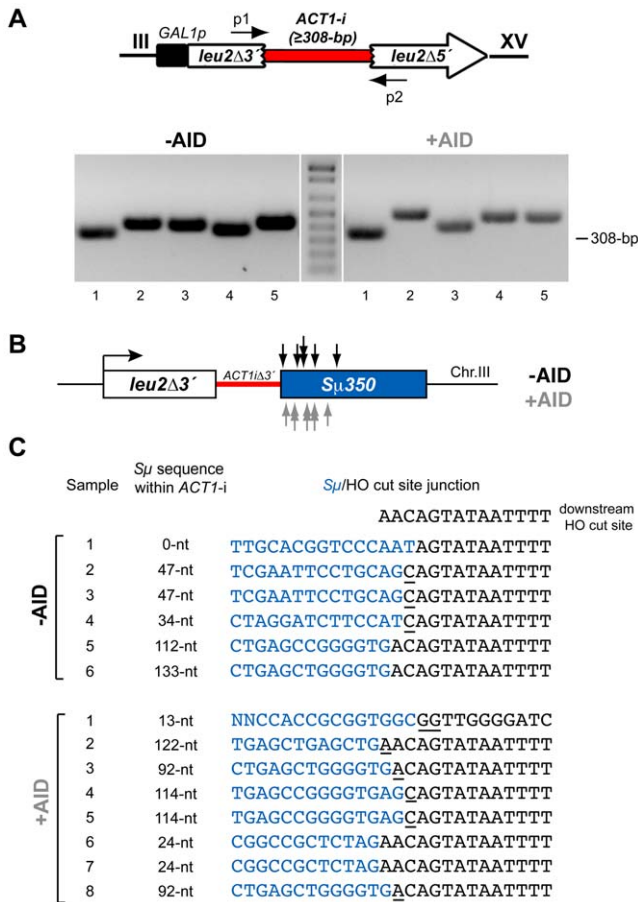 A
III GAL1p leu2Δ3´ p1 ACT1-i (≥308-bp) leu2Δ5´ p2 XV
-AID +AID
308-bp
1 2 3 4 5 1 2 3 4 5
B
leu2Δ3´ ACT1iΔ3´ Sμ350 Chr.III -AID
+AID
C
Sample Sμ sequence within ACT1-i Sμ/HO cut site junction
AACAGTATAATTTT downstream HO cut site
-AID
1 0-nt TTGCACGGTCCCAATAGTATAATTTT
2 47-nt TCGAATTCCTGCAGCAGTATAATTTT
3 47-nt TCGAATTCCTGCAGCAGTATAATTTT
4 34-nt CTAGGATCTTCCATCAGTATAATTTT
5 112-nt CTGAGCCGGGGTGACAGTATAATTTT
6 133-nt CTGAGCTGGGGTGACAGTATAATTTT
+AID
1 13-nt NNCCACCGCGGTGGCGGTTGGGGATC
2 122-nt TGAGCTGAGCTGAACAGTATAATTTT
3 92-nt CTGAGCTGGGGTGACAGTATAATTTT
4 114-nt TGAGCCGGGGTGAGCAGTATAATTTT
5 114-nt TGAGCCGGGGTGAGCAGTATAATTTT
6 24-nt CGGCCGCTCTAGAACAGTATAATTTT
7 24-nt CGGCCGCTCTAGAACAGTATAATTTT
8 92-nt CTGAGCTGGGGTGACAGTATAATTTT